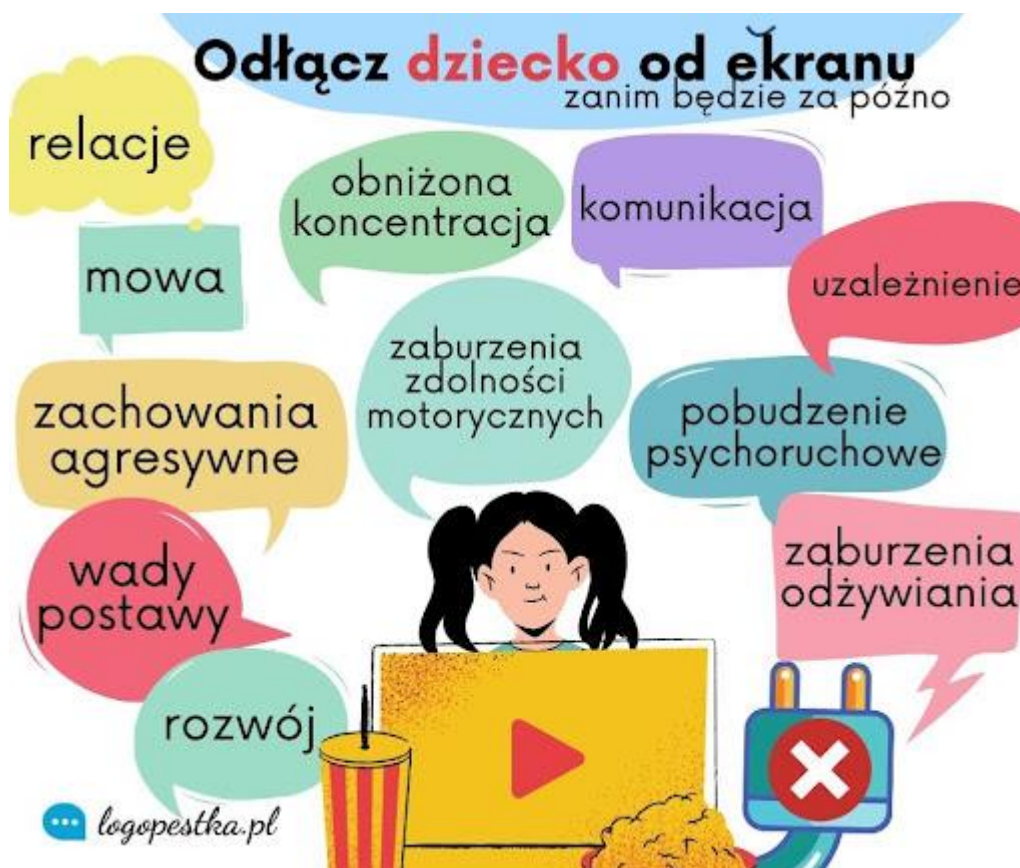 Odłącz dziecko od ekranu
zanim będzie za późno
relacje
obniżona
koncentracja
komunikacja
mowa
uzależnienie
zaburzenia
zdolności
motorycznych
zachowania
agresywne
pobudzenie
psychoruchowe
wady
postawy
zaburzenia
odżywiania
rozwój
logopestka.pl